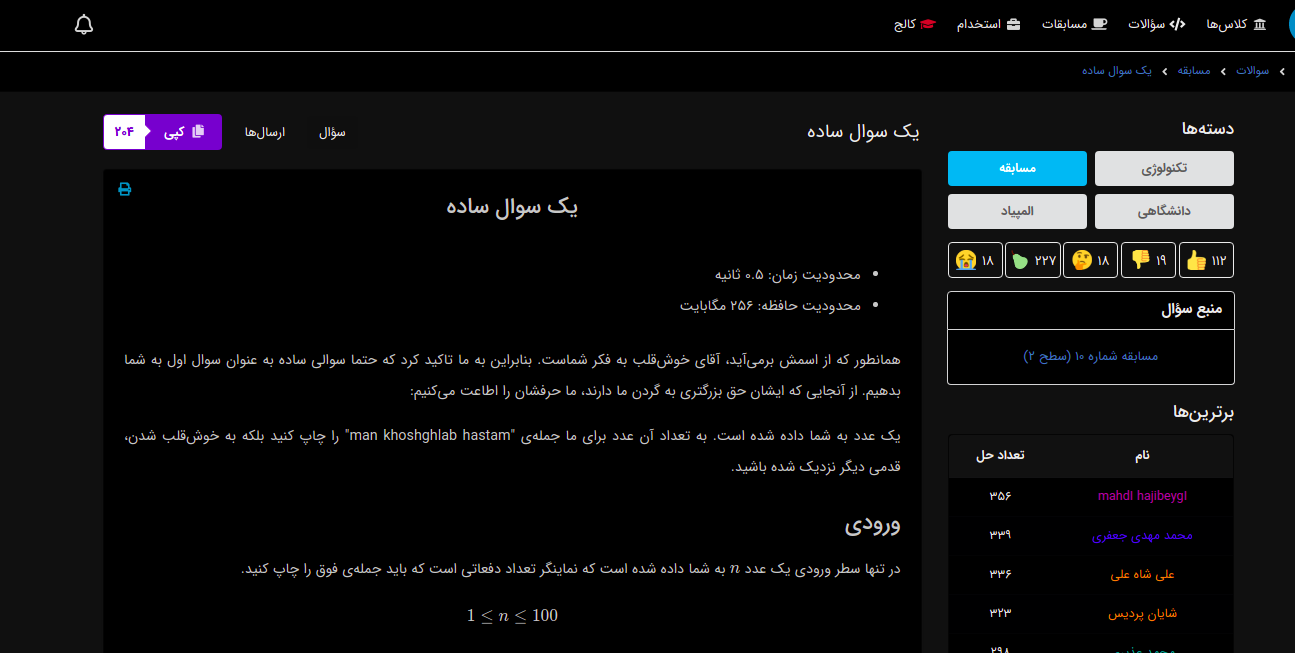 کلاس‌ها سؤالات مسابقات استخدام کالج
سوالات مسابقه یک سوال ساده
دسته‌ها
تکنولوژی مسابقه
دانشگاهی المپیاد
۱۱۲ ۱۹ ۱۸ ۲۲۷ ۱۸
منبع سؤال
مسابقه شماره ۱۰ (سطح ۲)
برترین‌ها
نام تعداد حل
mahdi hajibeygi ۳۵۶
محمد مهدی جعفری ۳۳۹
علی شاه علی ۳۳۶
شایان پردیس ۳۲۳
۲۹۸
یک سوال ساده
سؤال ارسال‌ها کپی ۲۰۴
یک سوال ساده
محدودیت زمان: ۰.۵ ثانیه
محدودیت حافظه: ۲۵۶ مگابایت
همانطور که از اسمش برمی‌آید، آقای خوش‌قلب به فکر شماست. بنابراین به ما تاکید کرد که حتما سوالی ساده به عنوان سوال اول به شما
بدهیم. از آنجایی که ایشان حق بزرگتری به گردن ما دارند، ما حرفشان را اطاعت می‌کنیم:
یک عدد به شما داده شده است. به تعداد آن عدد برای ما جمله‌ی "man khoshghlab hastam" را چاپ کنید بلکه به خوش‌قلب شدن،
قدمی دیگر نزدیک شده باشید.
ورودی
در تنها سطر ورودی یک عدد n به شما داده شده است که نماینگر تعداد دفعاتی است که باید جمله‌ی فوق را چاپ کنید.
1 ≤ n ≤ 100